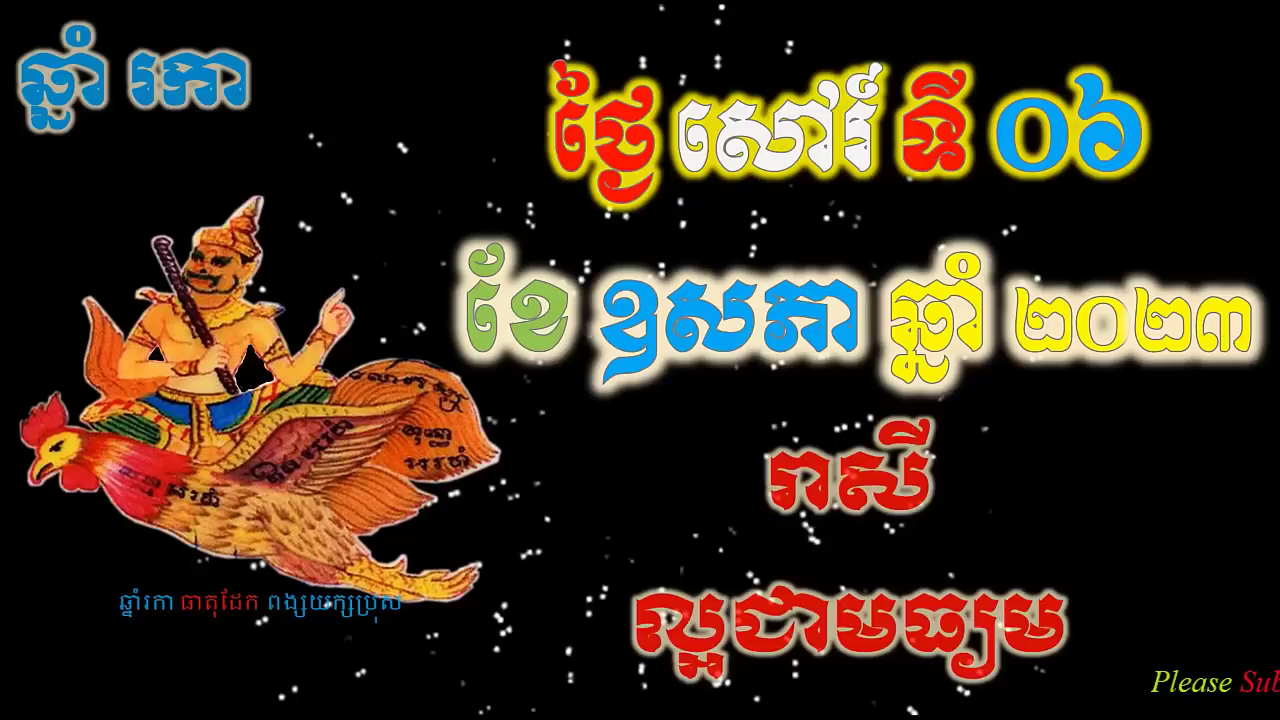 ឆ្នាំ រកា
ថ្ងៃ សៅរ៍ ទី ០៦
ខែ ឧសភា ឆ្នាំ ២០២៣
រាសី
ល្អជាមធ្យម
ឆ្នាំរកា ធាតុដែក ពង្សយក្សប្រុស
Please Sub